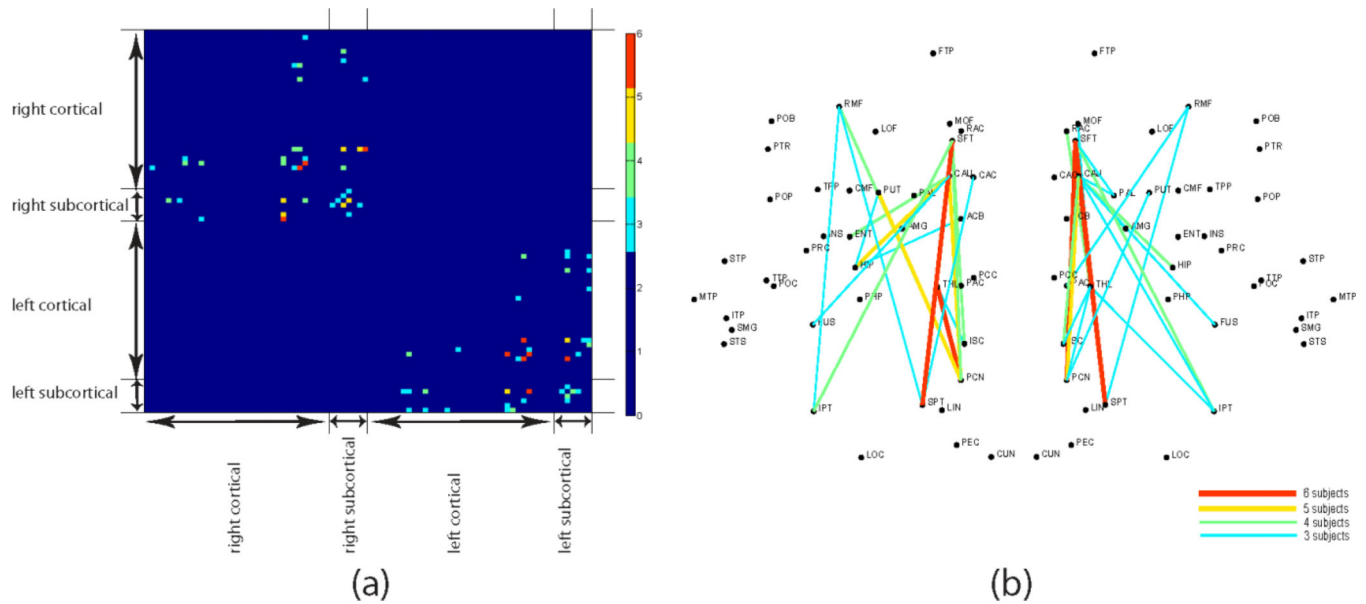 right cortical
right subcortical
left cortical
left subcortical
right cortical
right subcortical
left cortical
left subcortical
6
5
4
3
2
1
0
(a)
FTP FTP
RMF RMF
POB MOF LOF RAC SFT RAC MOF SFT LOF POB
PTR PTR
CAU CAC CAC CAU
TPP CMF PUT PAL PAL PUT CMF TPP
POP POP
ACB ACB
INS ENT AMG AMG ENT INS
PRC PRC
STP HIP HIP STP
TTP POC PCC PAC THL PCC PAC THL TTP POC
MTP PHP PHP MTP
ITP FUS FUS ITP
SMG SMG
STS ISC ISC STS
PCN PCN
IPT SPT LIN LIN SPT IPT
PEC PEC
LOC CUN CUN LOC
6 subjects
5 subjects
4 subjects
3 subjects
(b)